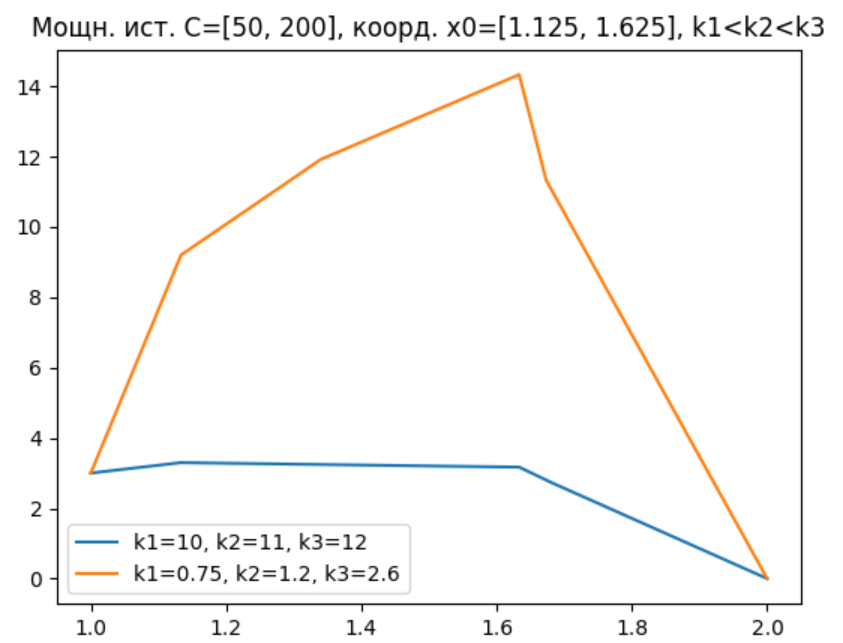 Мощн. ист. C=[50, 200], коорд. x0=[1.125, 1.625], k1<k2<k3
14
12
10
8
6
4
2
0
k1=10, k2=11, k3=12
k1=0.75, k2=1.2, k3=2.6
1.0 1.2 1.4 1.6 1.8 2.0